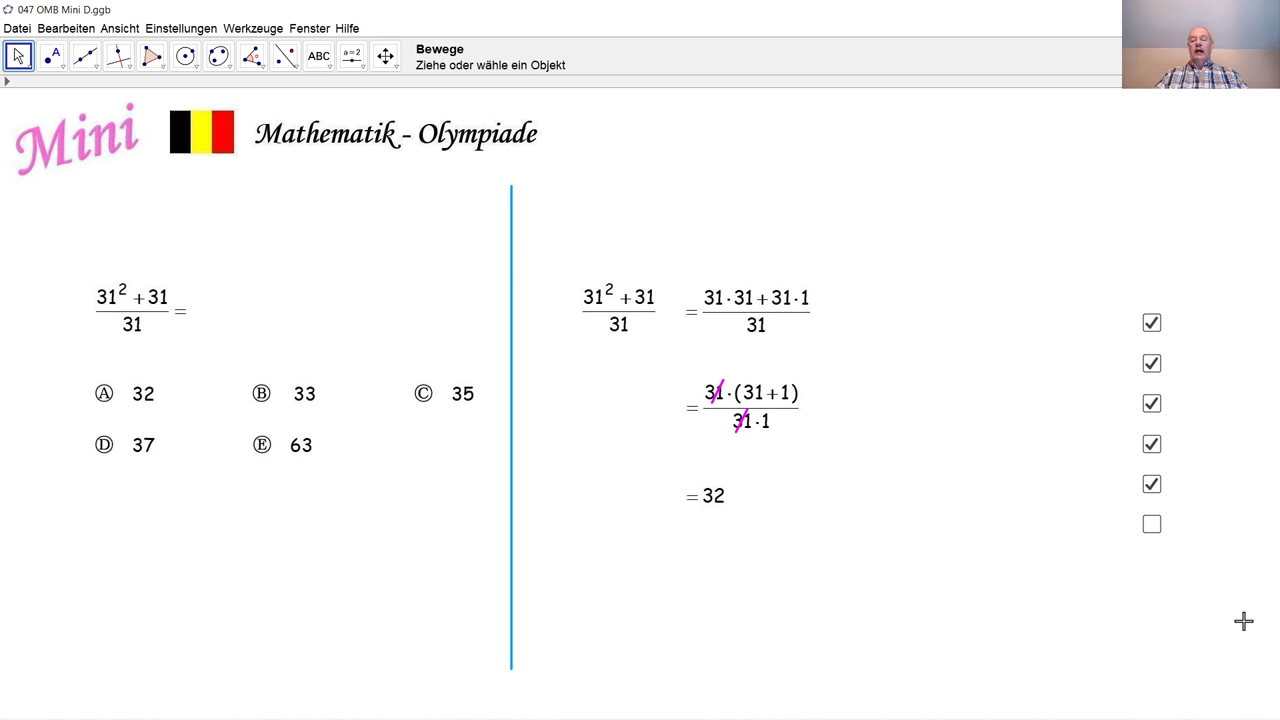 047 OMB Mini D.ggb
Datei Bearbeiten Ansicht Einstellungen Werkzeuge Fenster Hilfe
A ABC a=2
Bewege
Ziehe oder wähle ein Objekt
Mini Mathematik - Olympiade
(31² + 31)/31 =
Ⓐ 32 Ⓑ 33 Ⓒ 35
Ⓓ 37 Ⓔ 63
(31² + 31)/31 = (31·31 + 31·1)/31
= (31·(31+1))/(31·1)
= 32